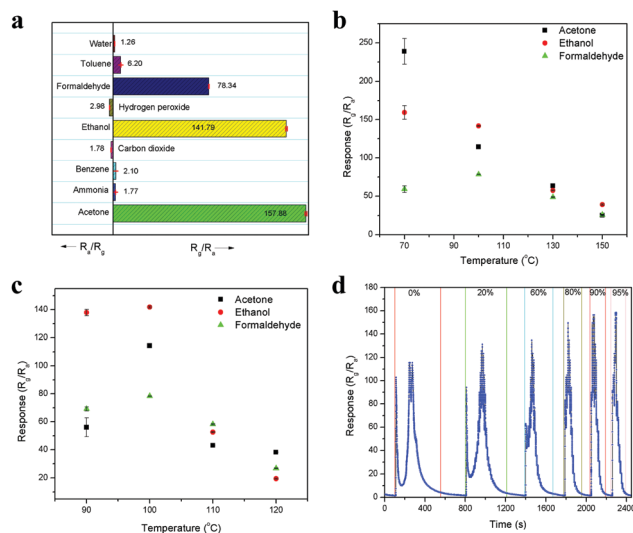 a
Water
1.26
Toluene
6.20
Formaldehyde
78.34
2.98
Hydrogen peroxide
Ethanol
141.79
1.78
Carbon dioxide
Benzene
2.10
Ammonia
1.77
Acetone
157.88
← Ra/Rg
Rg/Ra →
b
Acetone
Ethanol
Formaldehyde
Response (Rg/Ra)
250
200
150
100
50
0
70 80 90 100 110 120 130 140 150
Temperature (°C)
c
Acetone
Ethanol
Formaldehyde
Response (Rg/Ra)
140
120
100
80
60
40
20
90 100 110 120
Temperature (°C)
d
0% 20% 60% 80% 90% 95%
Response (Rg/Ra)
180
160
140
120
100
80
60
40
20
0
0 400 800 1200 1600 2000 2400
Time (s)